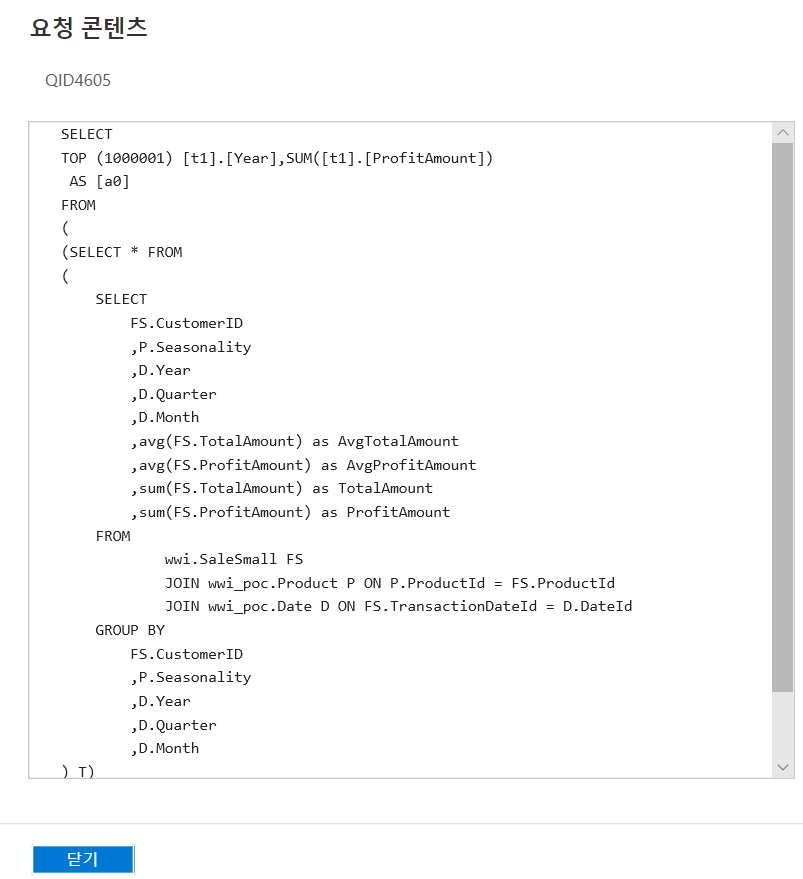 요청 콘텐츠
QID4605
SELECT
TOP (1000001) [t1].[Year],SUM([t1].[ProfitAmount])
AS [a0]
FROM
(
(SELECT * FROM
(
SELECT
FS.CustomerID
,P.Seasonality
,D.Year
,D.Quarter
,D.Month
,avg(FS.TotalAmount) as AvgTotalAmount
,avg(FS.ProfitAmount) as AvgProfitAmount
,sum(FS.TotalAmount) as TotalAmount
,sum(FS.ProfitAmount) as ProfitAmount
FROM
wwi.SaleSmall FS
JOIN wwi_poc.Product P ON P.ProductId = FS.ProductId
JOIN wwi_poc.Date D ON FS.TransactionDateId = D.DateId
GROUP BY
FS.CustomerID
,P.Seasonality
,D.Year
,D.Quarter
,D.Month
) T)
닫기